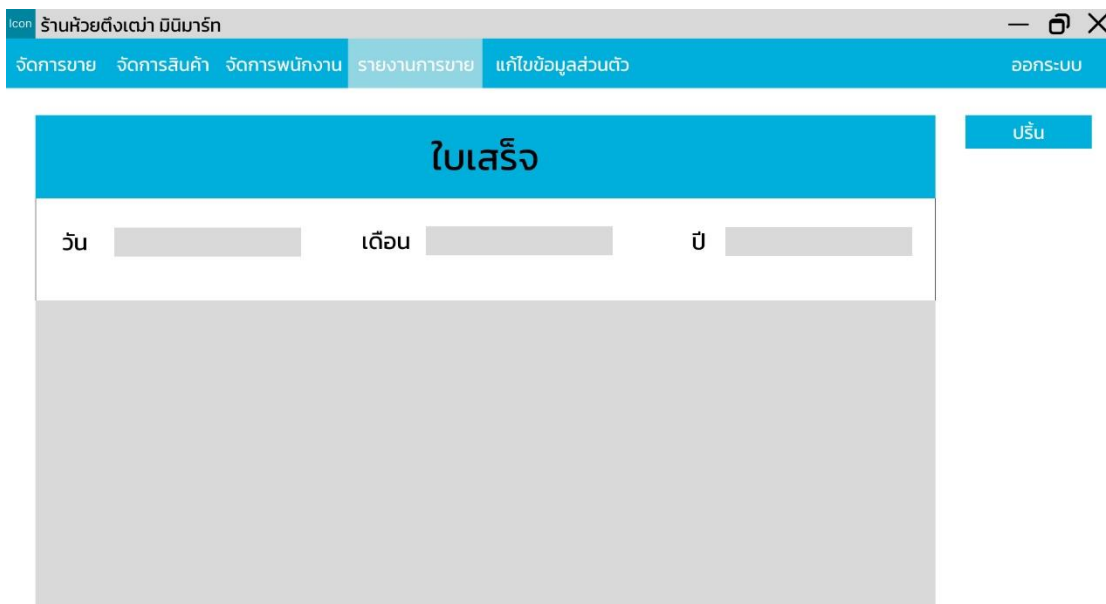 Icon ร้านห้วยตึงเฒ่า มินิมาร์ท
จัดการขาย จัดการสินค้า จัดการพนักงาน รายงานการขาย แก้ไขข้อมูลส่วนตัว ออกระบบ
ใบเสร็จ
ปริ้น
วัน เดือน ปี